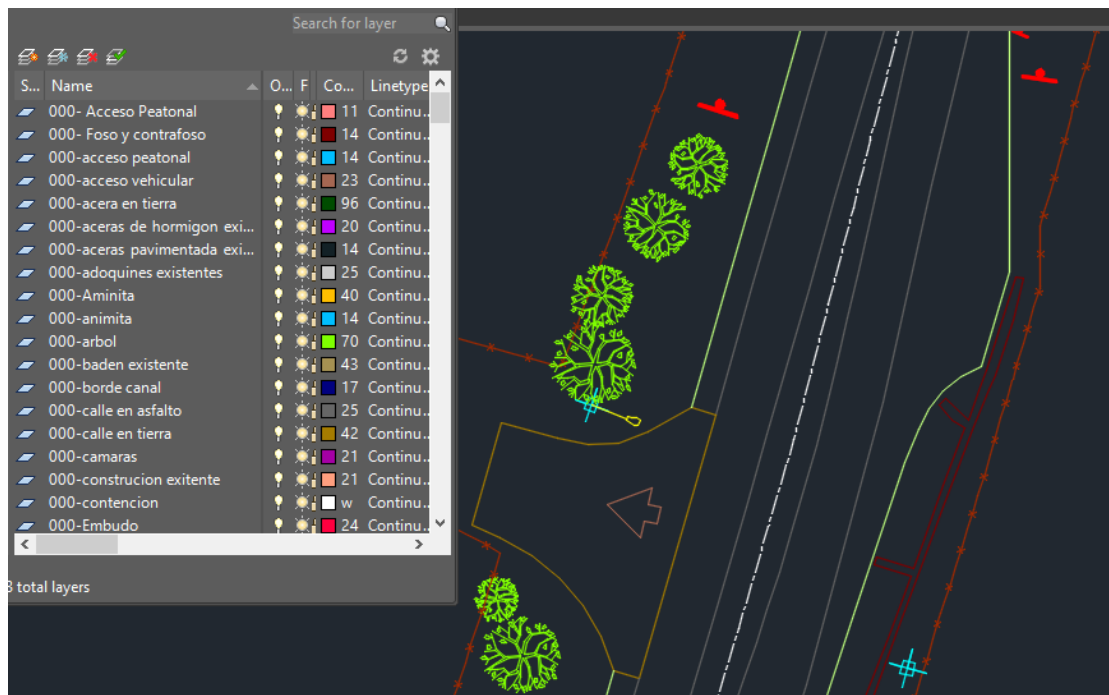 Search for layer
S... Name O... F Co... Linetype
000- Acceso Peatonal 11 Continu..
000- Foso y contrafoso 14 Continu..
000-acceso peatonal 14 Continu..
000-acceso vehicular 23 Continu..
000-acera en tierra 96 Continu..
000-aceras de hormigon exi... 20 Continu..
000-aceras pavimentada exi... 14 Continu..
000-adoquines existentes 25 Continu..
000-Aminita 40 Continu..
000-animita 14 Continu..
000-arbol 70 Continu..
000-baden existente 43 Continu..
000-borde canal 17 Continu..
000-calle en asfalto 25 Continu..
000-calle en tierra 42 Continu..
000-camaras 21 Continu..
000-construcion exitente 21 Continu..
000-contencion w Continu..
000-Embudo 24 Continu..
total layers